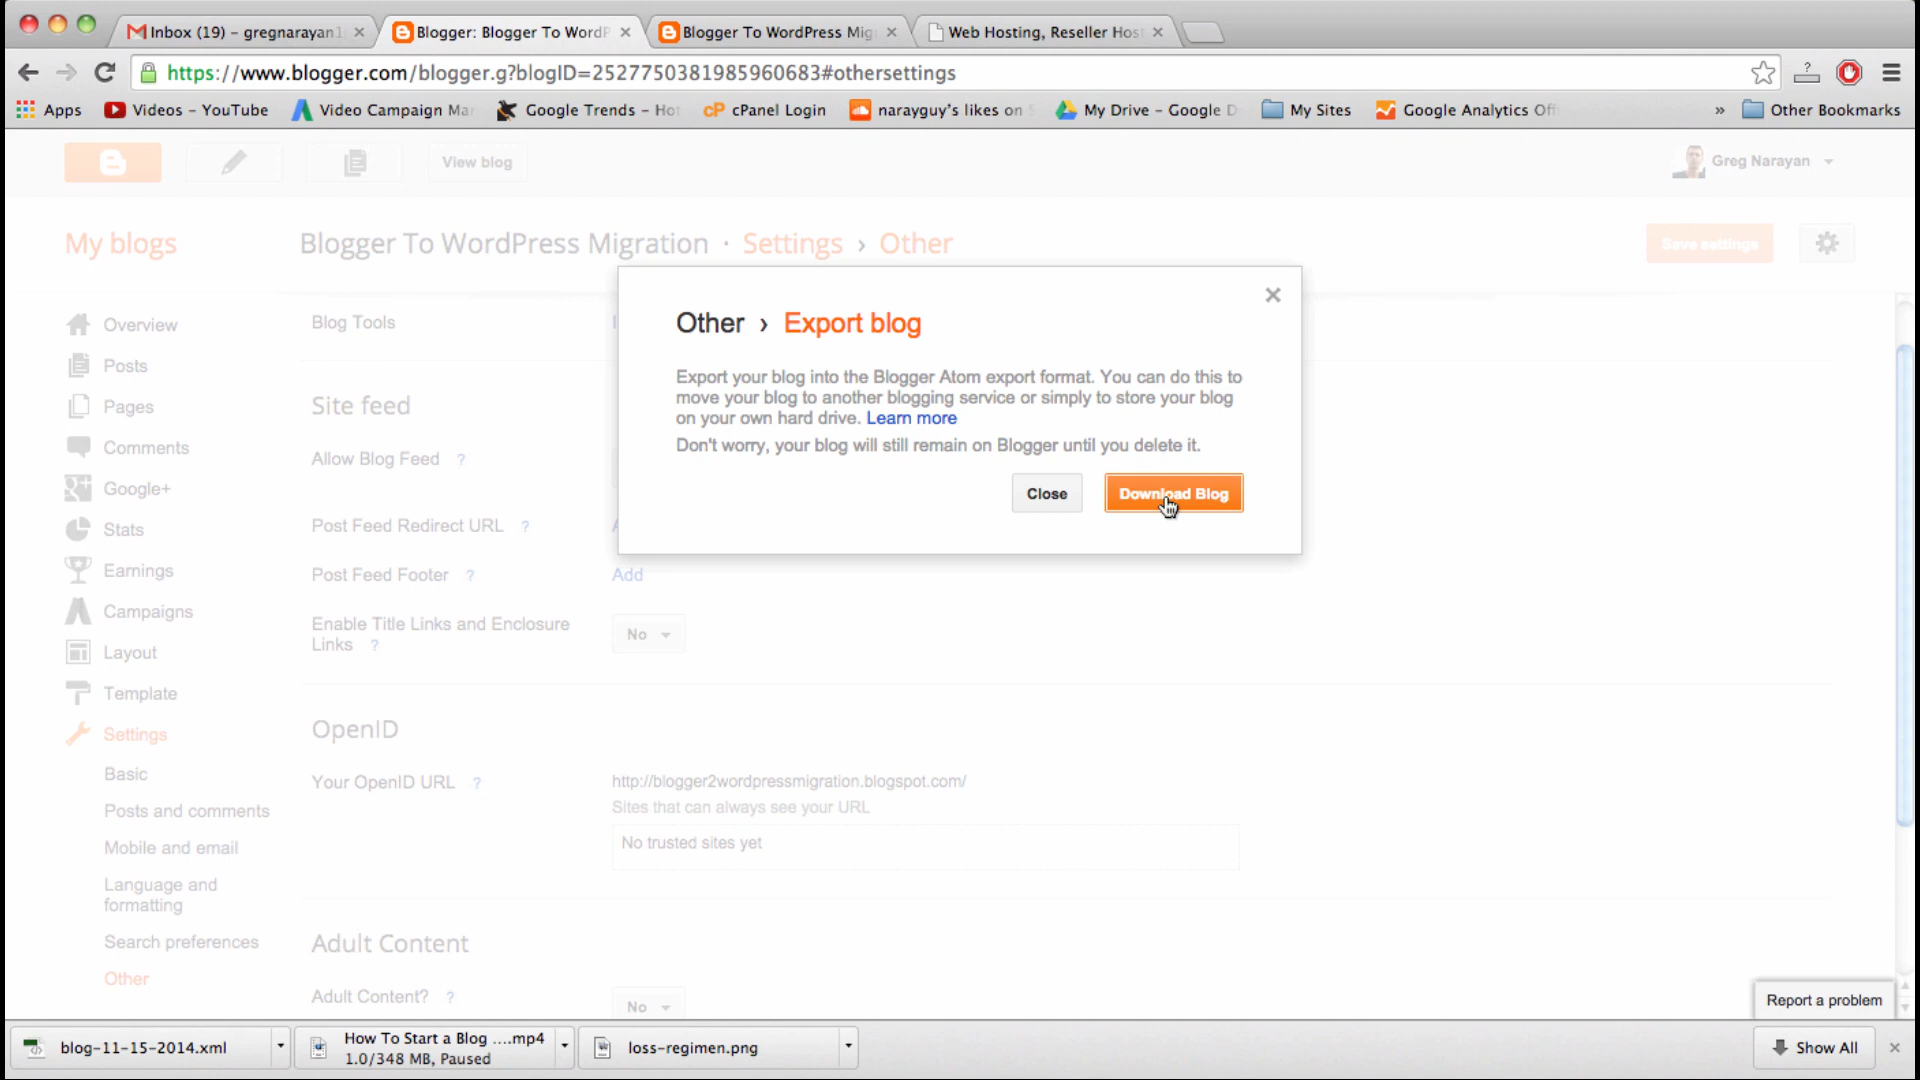 Inbox (19) - gregnarayan1
Blogger: Blogger To WordP
Blogger To WordPress Mig
Web Hosting, Reseller Hos
https://www.blogger.com/blogger.g?blogID=2527750381985960683#othersettings
Apps
Videos - YouTube
Video Campaign Ma
Google Trends - Hot
cP cPanel Login
narayguy's likes on S
My Drive - Google D
My Sites
Google Analytics Offi
»
Other Bookmarks
View blog
Greg Narayan
My blogs
Blogger To WordPress Migration · Settings › Other
Save settings
Overview
Posts
Pages
Comments
Google+
Stats
Earnings
Campaigns
Layout
Template
Settings
Basic
Posts and comments
Mobile and email
Language and
formatting
Search preferences
Other
Blog Tools
Site feed
Allow Blog Feed ?
Post Feed Redirect URL ?
Post Feed Footer ?
Add
Enable Title Links and Enclosure
Links ?
No
OpenID
Your OpenID URL ?
http://blogger2wordpressmigration.blogspot.com/
Sites that can always see your URL
No trusted sites yet
Adult Content
Adult Content? ?
No
Other › Export blog
Export your blog into the Blogger Atom export format. You can do this to
move your blog to another blogging service or simply to store your blog
on your own hard drive. Learn more
Don't worry, your blog will still remain on Blogger until you delete it.
Close
Download Blog
Report a problem
blog-11-15-2014.xml
How To Start a Blog ....mp4
1.0/348 MB, Paused
loss-regimen.png
Show All